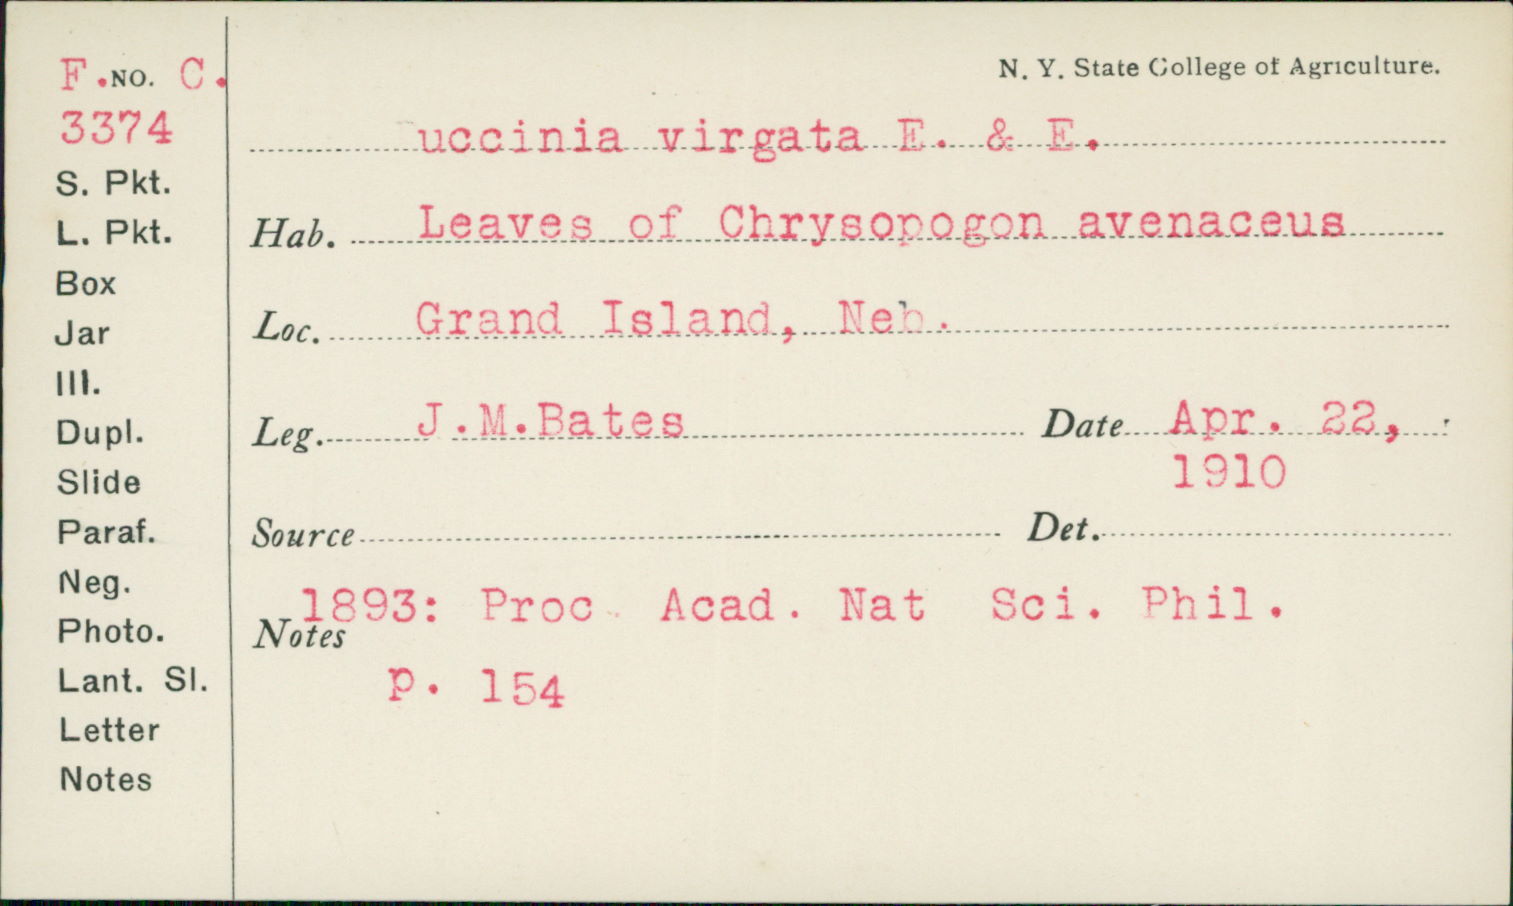 F. NO. C.
3374
S. Pkt.
L. Pkt.
Box
Jar
Ill.
Dupl.
Slide
Paraf.
Neg.
Photo.
Lant. Sl.
Letter
Notes
N. Y. State College of Agriculture.
uccinia virgata E. & E.
Hab. Leaves of Chrysopogon avenaceus
Loc. Grand Island, Neb.
Leg. J.M.Bates Date Apr. 22,
1910
Source Det.
1893: Proc. Acad. Nat Sci. Phil.
Notes
p. 154